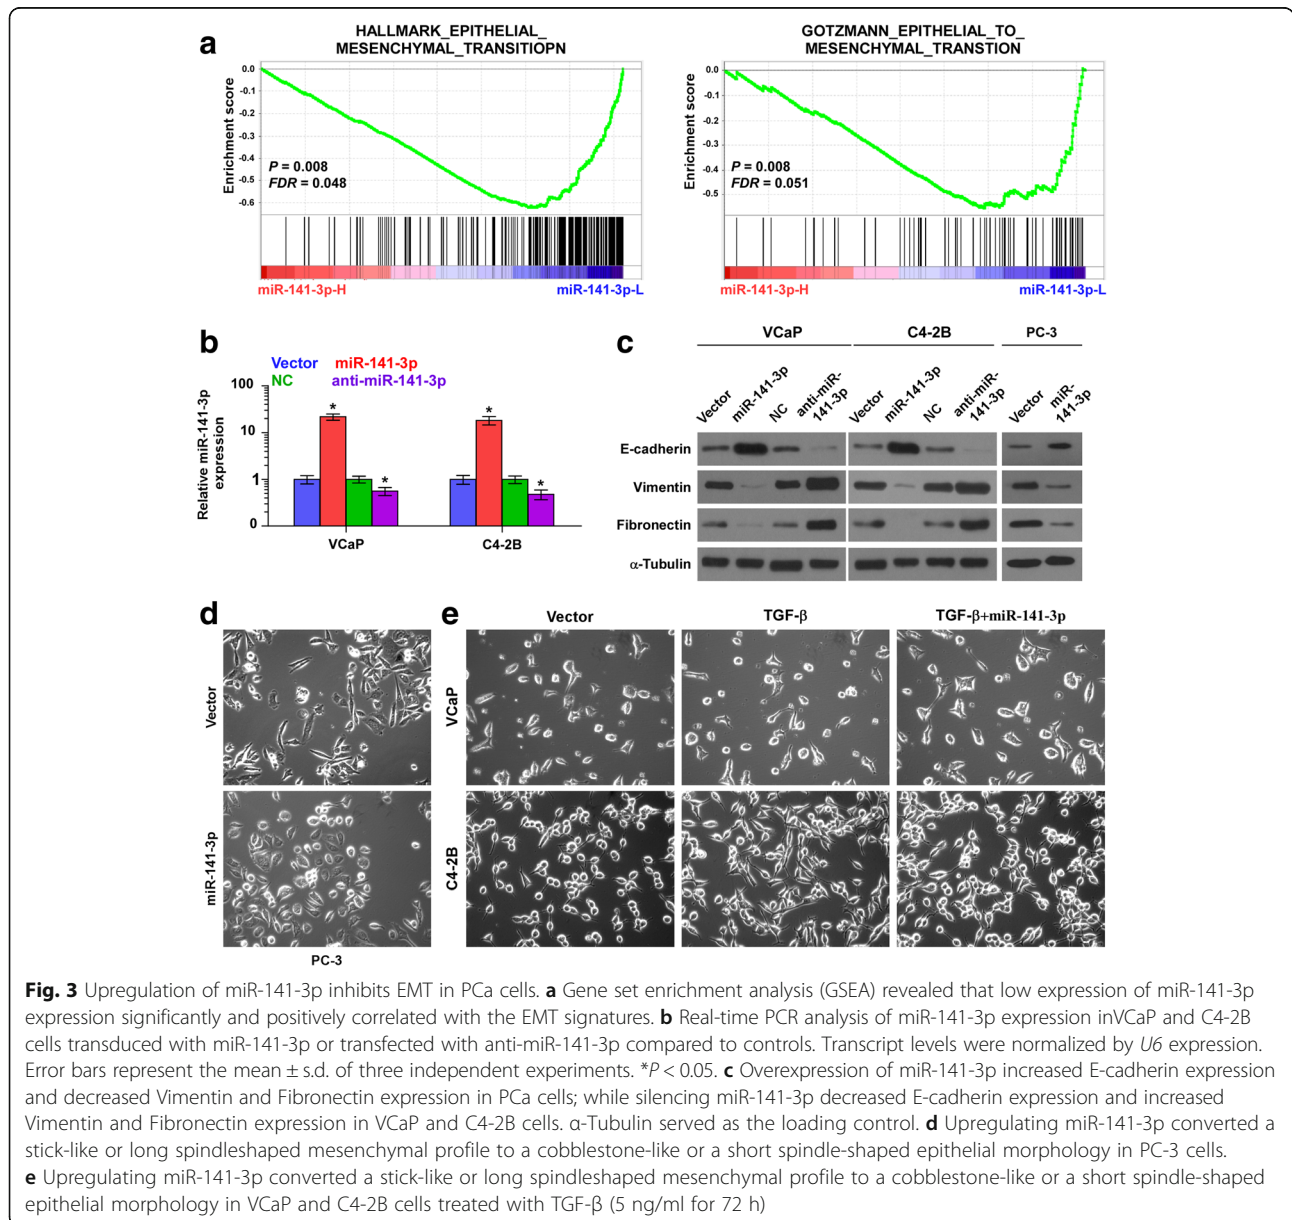 a
HALLMARK_EPITHELIAL_
MESENCHYMAL_TRANSITIOPN
Enrichment score
0.0
-0.1
-0.2
-0.3
-0.4
-0.5
-0.6
P = 0.008
FDR = 0.048
miR-141-3p-H
miR-141-3p-L
GOTZMANN_EPITHELIAL_TO_
MESENCHYMAL_TRANSTION
Enrichment score
0.0
-0.1
-0.2
-0.3
-0.4
-0.5
P = 0.008
FDR = 0.051
miR-141-3p-H
miR-141-3p-L
b
Vector
miR-141-3p
NC
anti-miR-141-3p
Relative miR-141-3p
expression
100
10
1
0
*
*
*
*
VCaP
C4-2B
c
VCaP
C4-2B
PC-3
Vector
miR-141-3p
NC
anti-miR-
141-3p
Vector
miR-141-3p
NC
anti-miR-
141-3p
Vector
miR-
141-3p
E-cadherin
Vimentin
Fibronectin
α-Tubulin
d
Vector
miR-141-3p
PC-3
e
Vector
TGF-β
TGF-β+miR-141-3p
VCaP
C4-2B
Fig. 3 Upregulation of miR-141-3p inhibits EMT in PCa cells. a Gene set enrichment analysis (GSEA) revealed that low expression of miR-141-3p
expression significantly and positively correlated with the EMT signatures. b Real-time PCR analysis of miR-141-3p expression inVCaP and C4-2B
cells transduced with miR-141-3p or transfected with anti-miR-141-3p compared to controls. Transcript levels were normalized by U6 expression.
Error bars represent the mean ± s.d. of three independent experiments. *P < 0.05. c Overexpression of miR-141-3p increased E-cadherin expression
and decreased Vimentin and Fibronectin expression in PCa cells; while silencing miR-141-3p decreased E-cadherin expression and increased
Vimentin and Fibronectin expression in VCaP and C4-2B cells. α-Tubulin served as the loading control. d Upregulating miR-141-3p converted a
stick-like or long spindleshaped mesenchymal profile to a cobblestone-like or a short spindle-shaped epithelial morphology in PC-3 cells.
e Upregulating miR-141-3p converted a stick-like or long spindleshaped mesenchymal profile to a cobblestone-like or a short spindle-shaped
epithelial morphology in VCaP and C4-2B cells treated with TGF-β (5 ng/ml for 72 h)